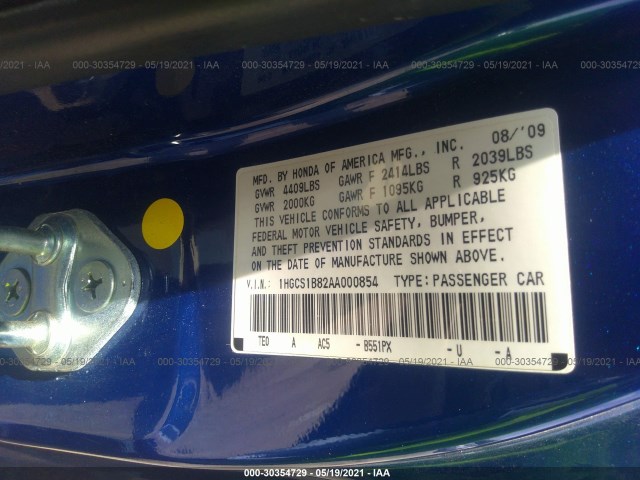 000-30354729 - 05/19/2021 - IAA
MFD. BY HONDA OF AMERICA MFG., INC. 08/'09
GVWR 4409LBS GAWR F 2414LBS R 2039LBS
GVWR 2000KG GAWR F 1095KG R 925KG
THIS VEHICLE CONFORMS TO ALL APPLICABLE
FEDERAL MOTOR VEHICLE SAFETY, BUMPER,
AND THEFT PREVENTION STANDARDS IN EFFECT
ON THE DATE OF MANUFACTURE SHOWN ABOVE.
V.I.N.: 1HGCS1B82AA000854 TYPE: PASSENGER CAR
TED A AC5 - B551PX - U - A
000-30354729 - 05/19/2021 - IAA